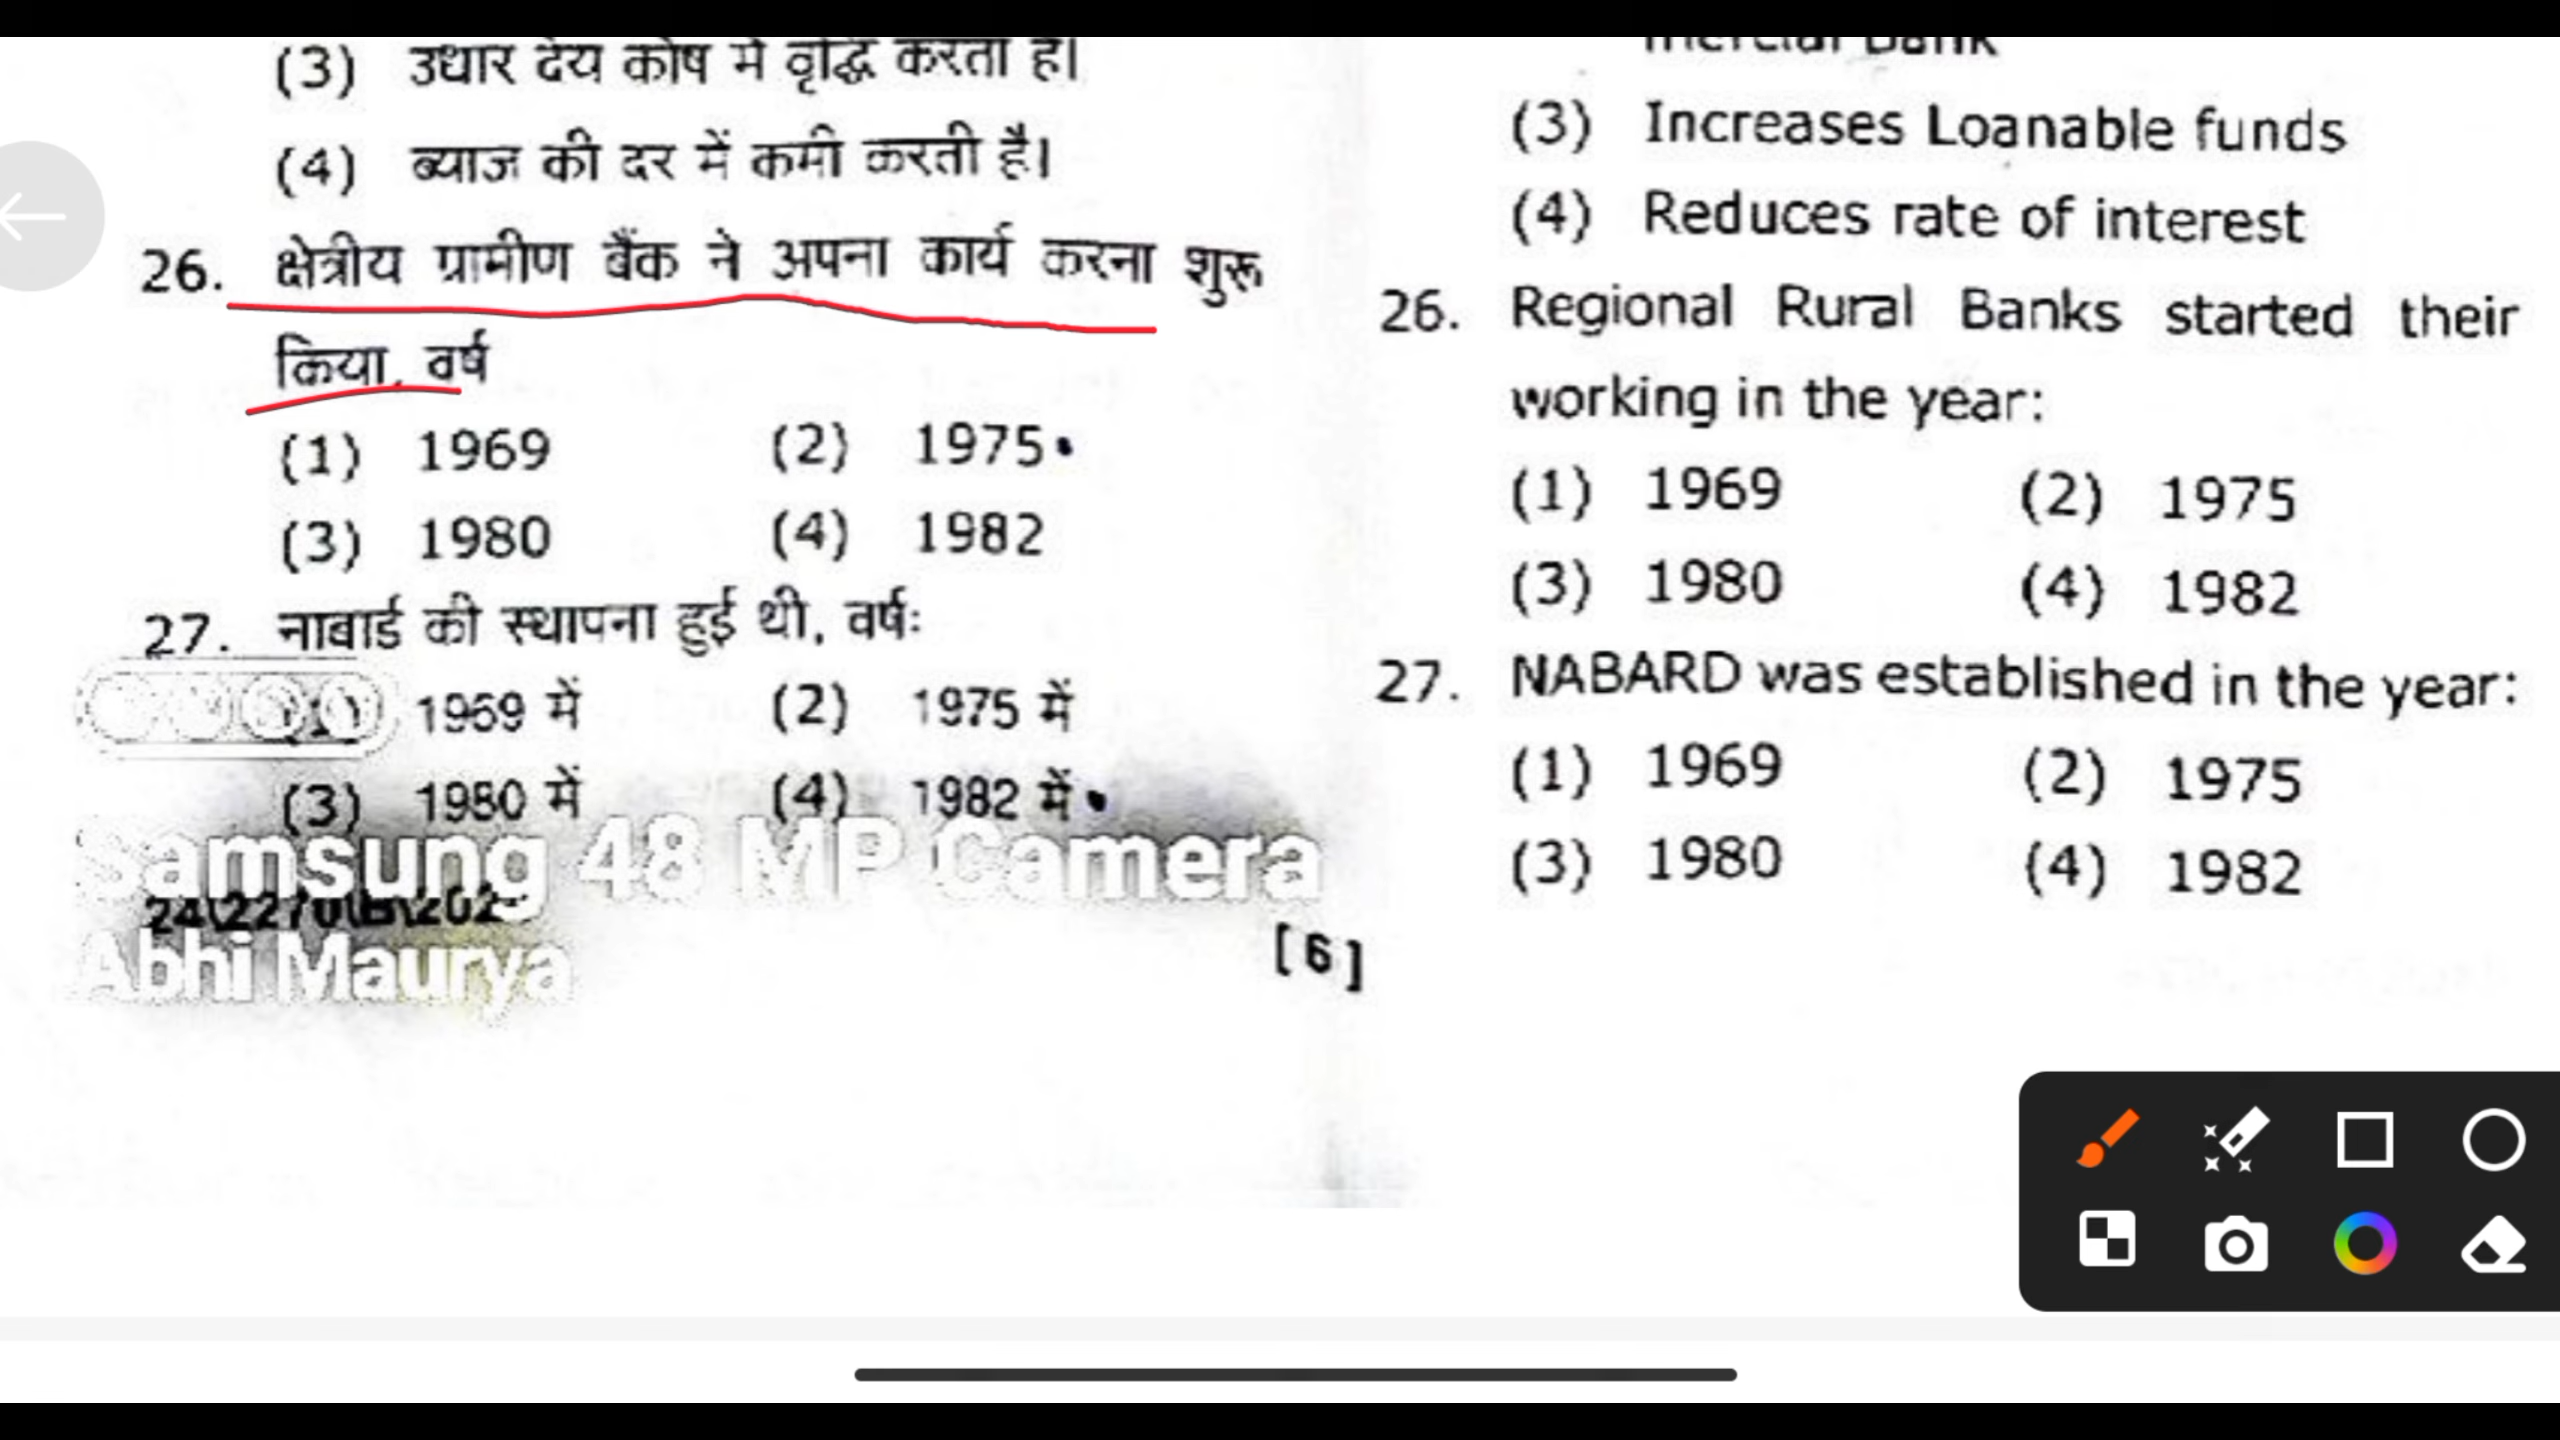 (3) उधार देय कोष में वृद्धि करता है।
(4) ब्याज की दर में कमी करती है।
26. क्षेत्रीय ग्रामीण बैंक ने अपना कार्य करना शुरू
किया, वर्ष
(1) 1969 (2) 1975
(3) 1980 (4) 1982
27. नाबार्ड की स्थापना हुई थी, वर्षः
(1) 1969 में (2) 1975 में
(3) 1980 में (4) 1982 में
Samsung 48 MP Camera
Abhi Maurya
[6]
Bank
(3) Increases Loanable funds
(4) Reduces rate of interest
26. Regional Rural Banks started their
working in the year:
(1) 1969 (2) 1975
(3) 1980 (4) 1982
27. NABARD was established in the year:
(1) 1969 (2) 1975
(3) 1980 (4) 1982